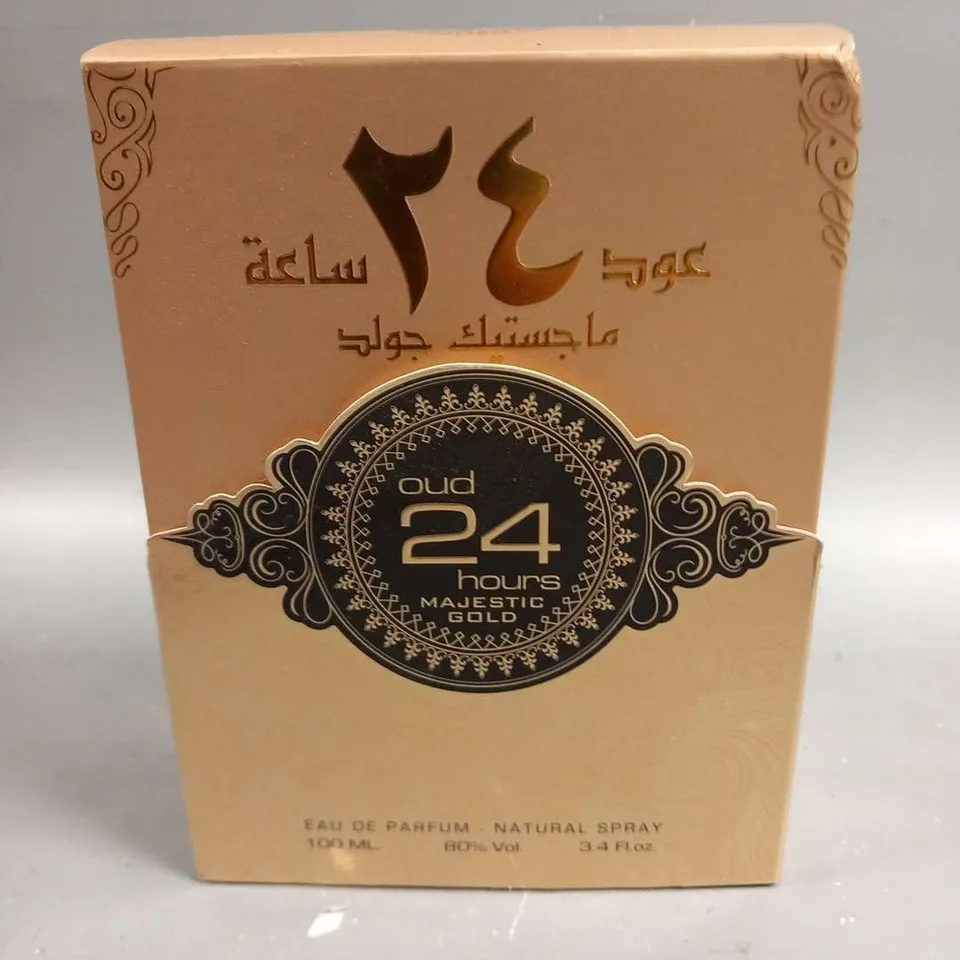 عود ٢٤ ساعة
ماجستيك جولد
oud
24
hours
MAJESTIC
GOLD
EAU DE PARFUM - NATURAL SPRAY
100 ML. 80% Vol. 3.4 Fl.oz.